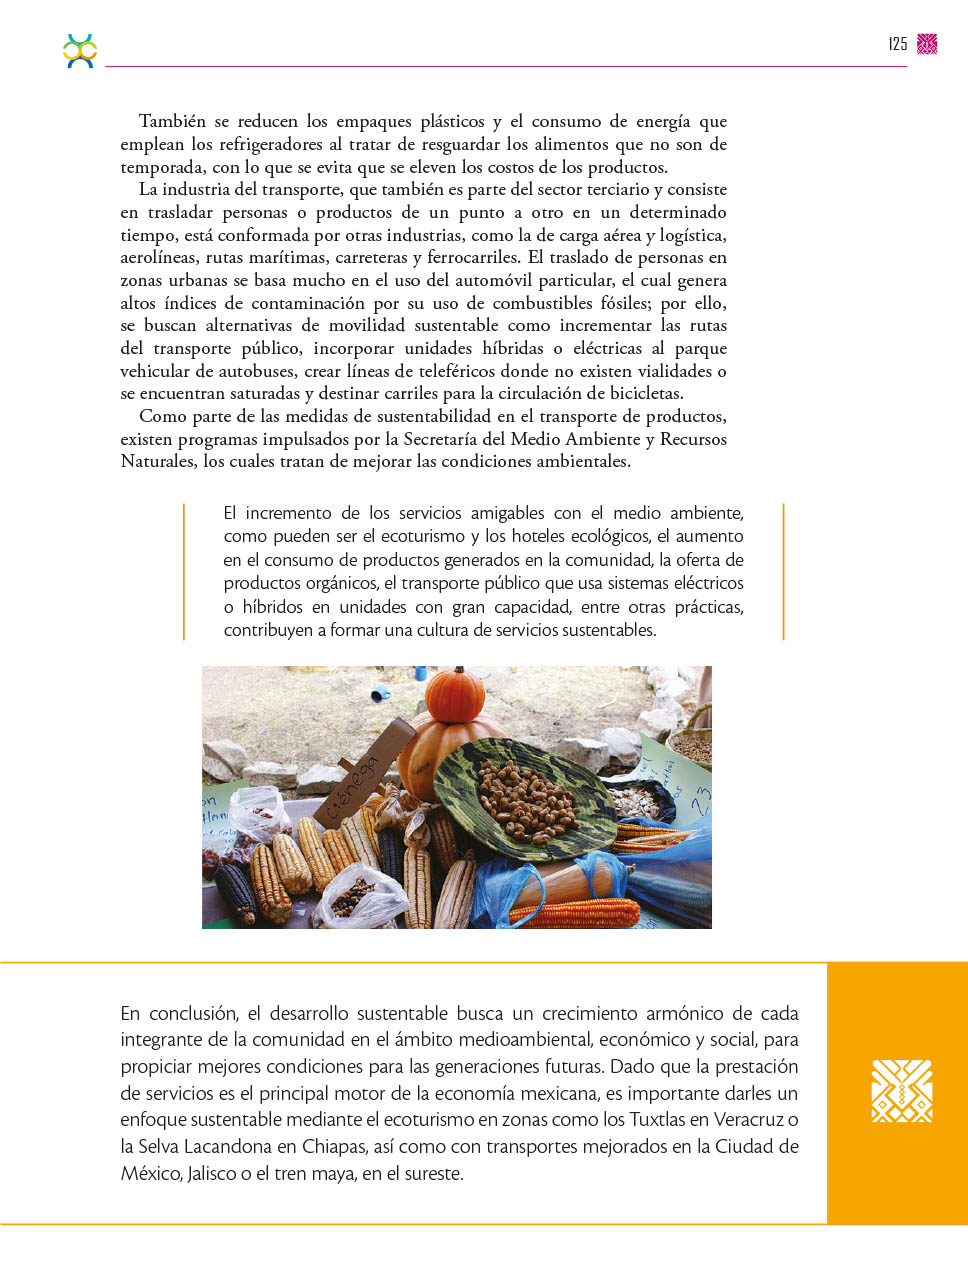 125
También se reducen los empaques plásticos y el consumo de energía que
emplean los refrigeradores al tratar de resguardar los alimentos que no son de
temporada, con lo que se evita que se eleven los costos de los productos.
La industria del transporte, que también es parte del sector terciario y consiste
en trasladar personas o productos de un punto a otro en un determinado
tiempo, está conformada por otras industrias, como la de carga aérea y logística,
aerolíneas, rutas marítimas, carreteras y ferrocarriles. El traslado de personas en
zonas urbanas se basa mucho en el uso del automóvil particular, el cual genera
altos índices de contaminación por su uso de combustibles fósiles; por ello,
se buscan alternativas de movilidad sustentable como incrementar las rutas
del transporte público, incorporar unidades híbridas o eléctricas al parque
vehicular de autobuses, crear líneas de teleféricos donde no existen vialidades o
se encuentran saturadas y destinar carriles para la circulación de bicicletas.
Como parte de las medidas de sustentabilidad en el transporte de productos,
existen programas impulsados por la Secretaría del Medio Ambiente y Recursos
Naturales, los cuales tratan de mejorar las condiciones ambientales.
El incremento de los servicios amigables con el medio ambiente,
como pueden ser el ecoturismo y los hoteles ecológicos, el aumento
en el consumo de productos generados en la comunidad, la oferta de
productos orgánicos, el transporte público que usa sistemas eléctricos
o híbridos en unidades con gran capacidad, entre otras prácticas,
contribuyen a formar una cultura de servicios sustentables.
ciénega
En conclusión, el desarrollo sustentable busca un crecimiento armónico de cada
integrante de la comunidad en el ámbito medioambiental, económico y social, para
propiciar mejores condiciones para las generaciones futuras. Dado que la prestación
de servicios es el principal motor de la economía mexicana, es importante darles un
enfoque sustentable mediante el ecoturismo en zonas como los Tuxtlas en Veracruz o
la Selva Lacandona en Chiapas, así como con transportes mejorados en la Ciudad de
México, Jalisco o el tren maya, en el sureste.